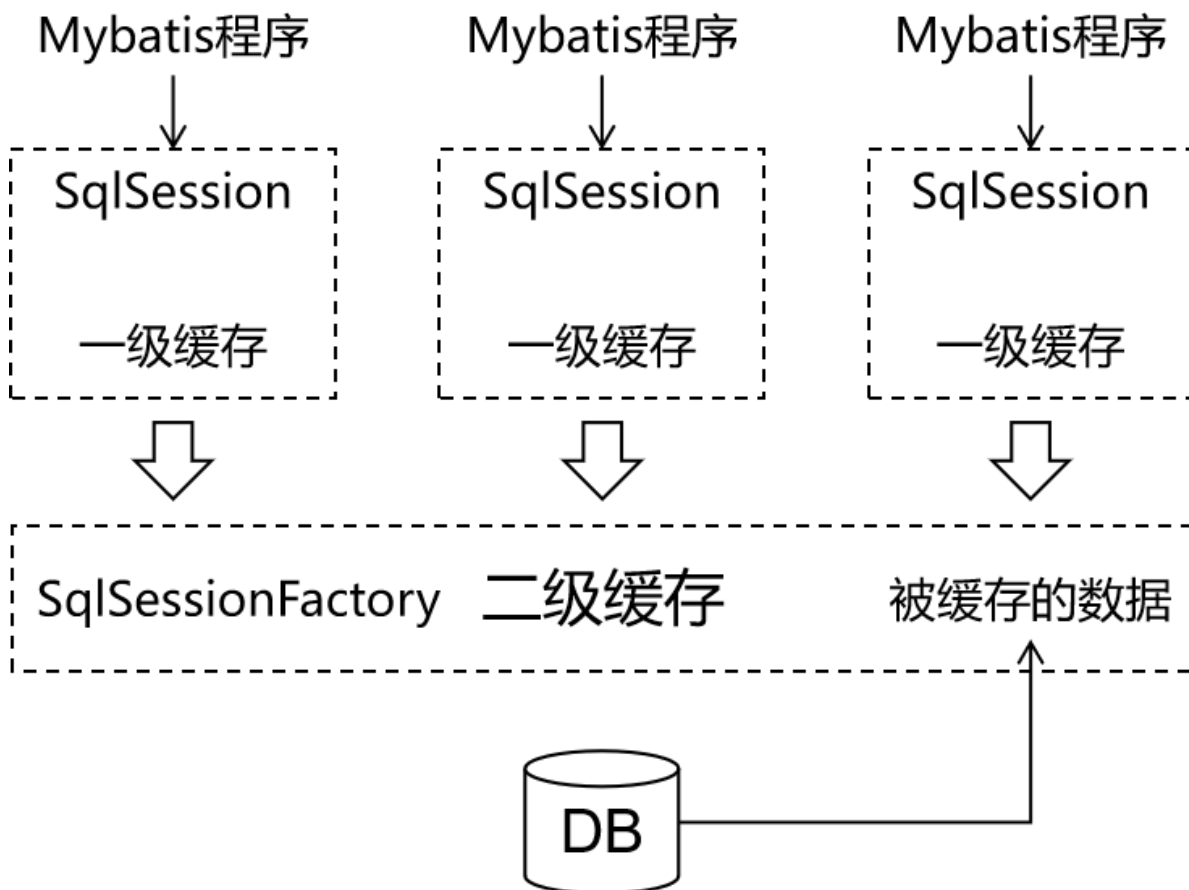 Mybatis程序 Mybatis程序 Mybatis程序
SqlSession SqlSession SqlSession
一级缓存 一级缓存 一级缓存
SqlSessionFactory 二级缓存 被缓存的数据
DB